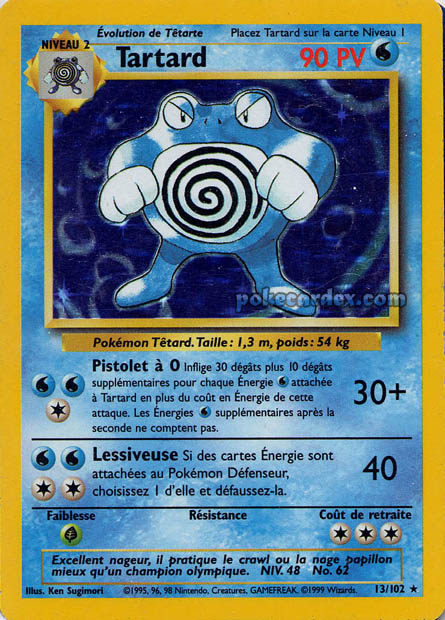 NIVEAU 2
Évolution de Têtarte
Placez Tartard sur la carte Niveau 1
Tartard
90 PV
pokecardex.com
Pokémon Têtard. Taille: 1,3 m, poids: 54 kg
Pistolet à O Inflige 30 dégâts plus 10 dégâts
supplémentaires pour chaque Énergie attachée
à Tartard en plus du coût en Énergie de cette
attaque. Les Énergies supplémentaires après la
seconde ne comptent pas.
30+
Lessiveuse Si des cartes Énergie sont
attachées au Pokémon Défenseur,
choisissez 1 d'elle et défaussez-la.
40
Faiblesse
Résistance
Coût de retraite
Excellent nageur, il pratique le crawl ou la nage papillon
mieux qu'un champion olympique. NIV. 48 No. 62
Illus. Ken Sugimori
©1995, 96, 98 Nintendo, Creatures, GAMEFREAK. ©1999 Wizards.
13/102 ★